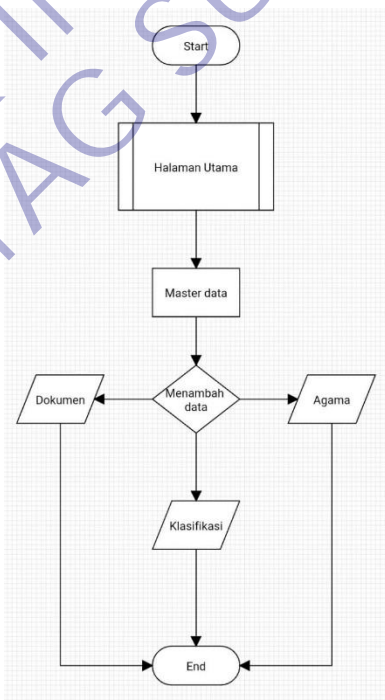 Start
Halaman Utama
Master data
Menambah
data
Dokumen
Agama
Klasifikasi
End